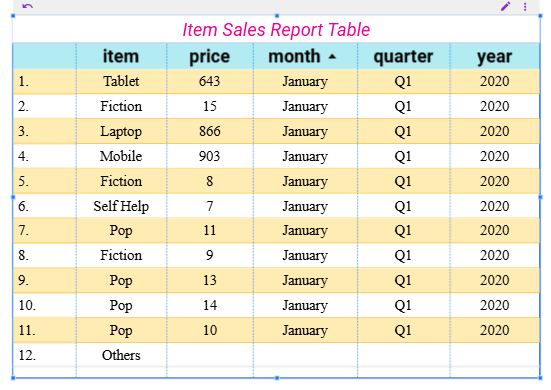 Item Sales Report Table
item price month quarter year
1. Tablet 643 January Q1 2020
2. Fiction 15 January Q1 2020
3. Laptop 866 January Q1 2020
4. Mobile 903 January Q1 2020
5. Fiction 8 January Q1 2020
6. Self Help 7 January Q1 2020
7. Pop 11 January Q1 2020
8. Fiction 9 January Q1 2020
9. Pop 13 January Q1 2020
10. Pop 14 January Q1 2020
11. Pop 10 January Q1 2020
12. Others